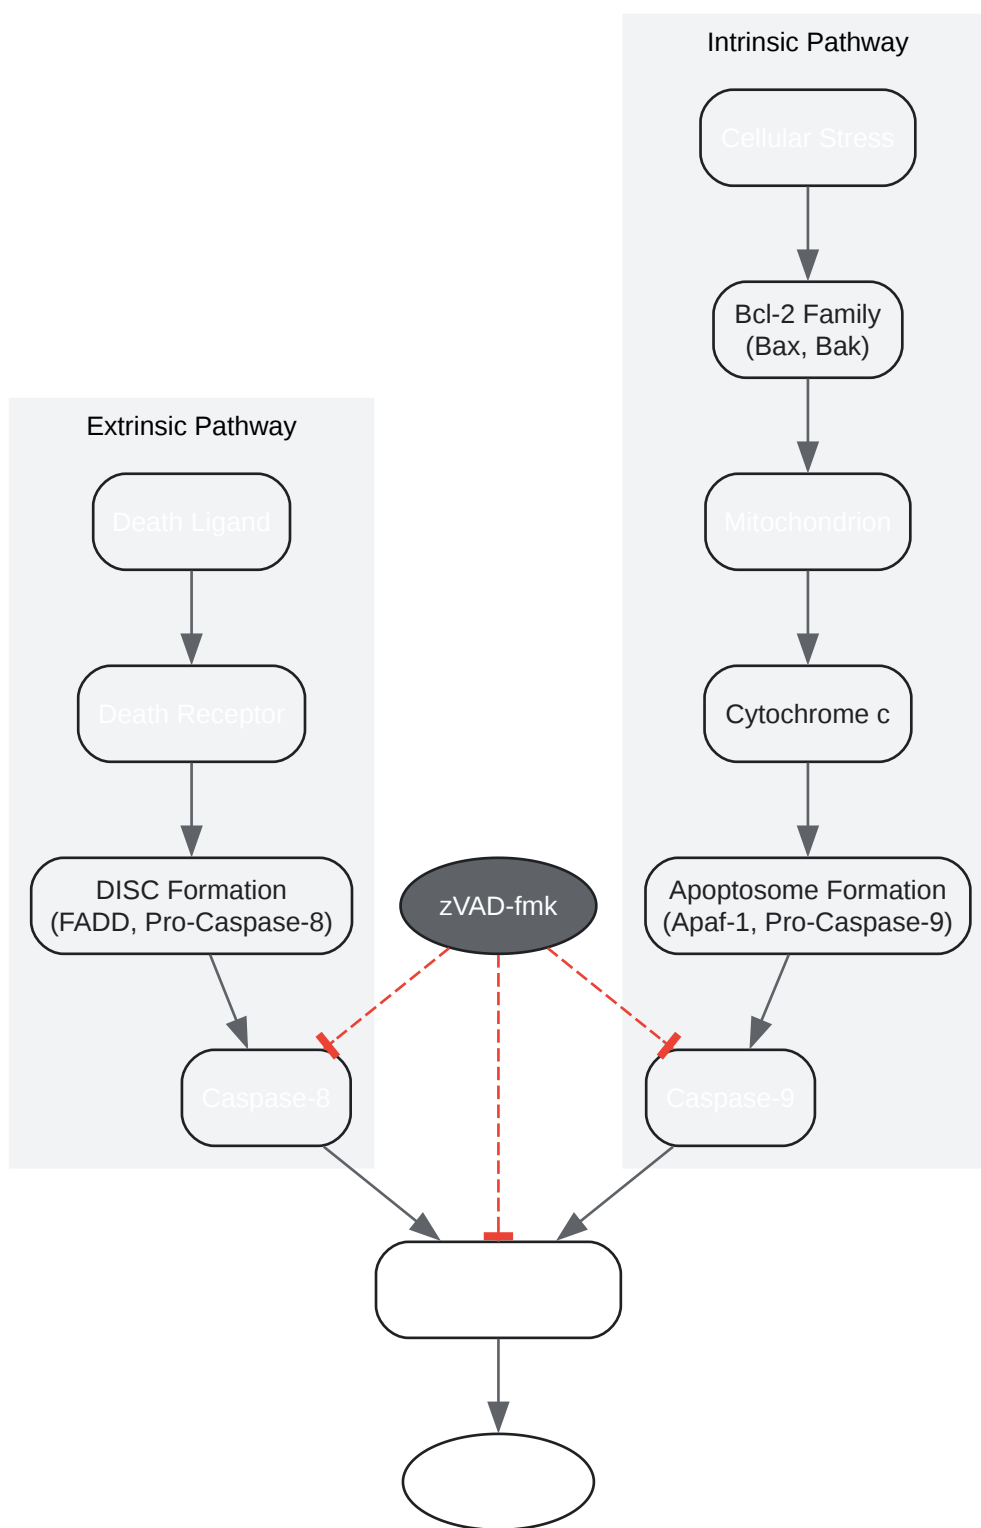 Intrinsic Pathway
Cellular Stress
Bcl-2 Family
(Bax, Bak)
Extrinsic Pathway
Death Ligand
Mitochondrion
Death Receptor
Cytochrome c
DISC Formation
(FADD, Pro-Caspase-8)
zVAD-fmk
Apoptosome Formation
(Apaf-1, Pro-Caspase-9)
Caspase-8
Caspase-9